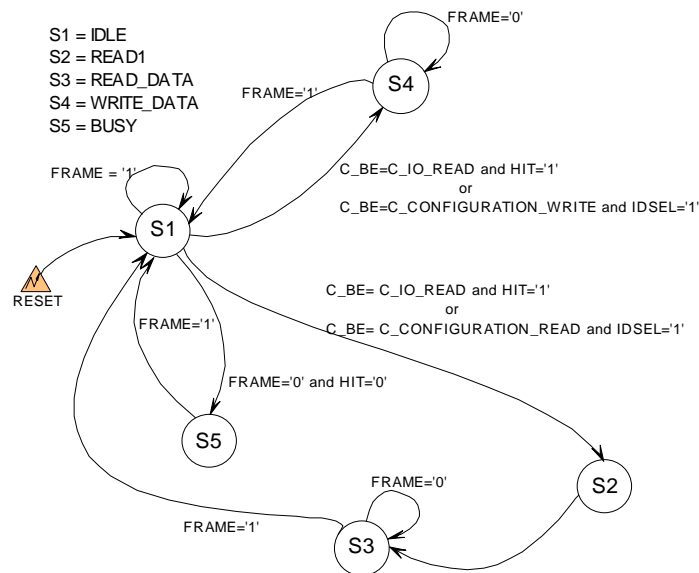 FRAME='0'
S1 = IDLE
S2 = READ1
S3 = READ_DATA
S4 = WRITE_DATA
S5 = BUSY
S4
FRAME='1'
FRAME = '1'
C_BE=C_IO_READ and HIT='1'
or
C_BE=C_CONFIGURATION_WRITE and IDSEL='1'
S1
RESET
C_BE= C_IO_READ and HIT='1'
or
C_BE= C_CONFIGURATION_READ and IDSEL='1'
FRAME='1'
FRAME='0' and HIT='0'
S5
S2
FRAME='0'
FRAME='1'
S3